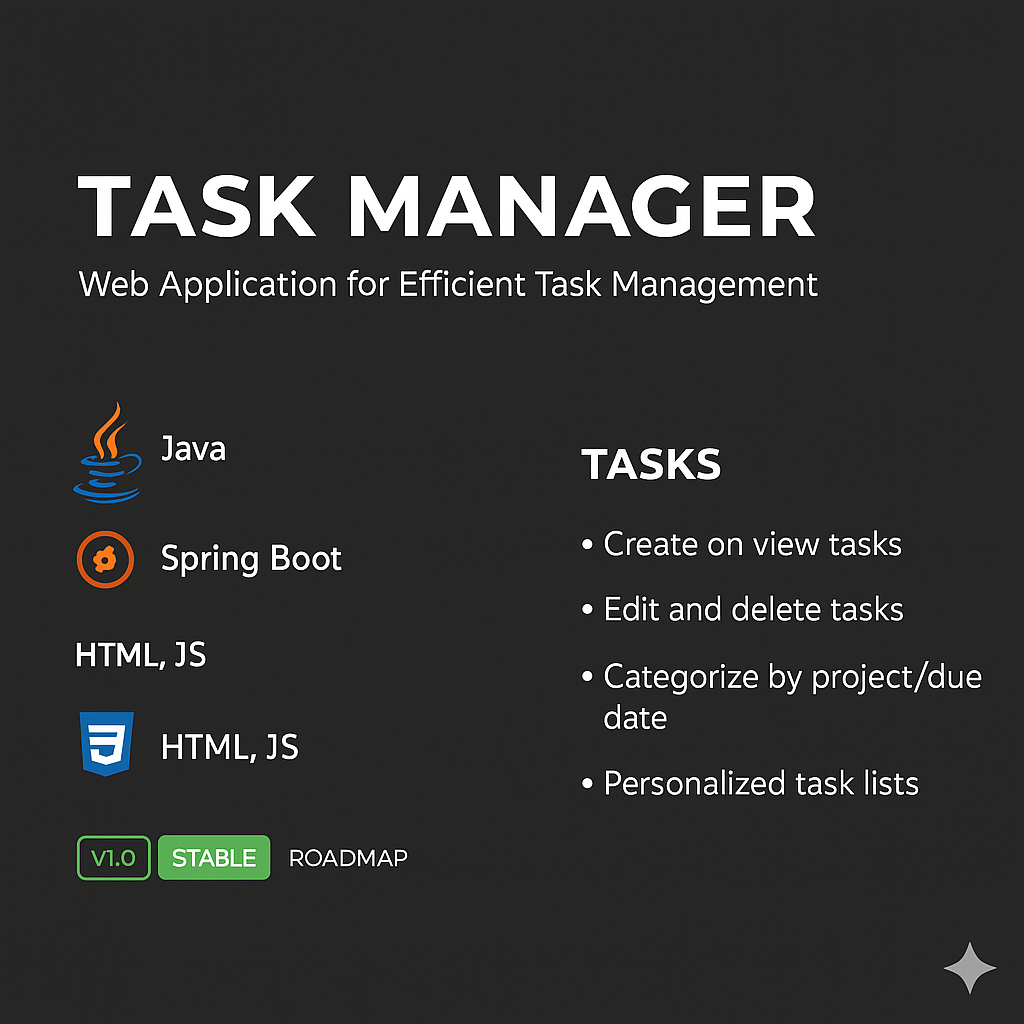 TASK MANAGER
Web Application for Efficient Task Management
Java
Spring Boot
HTML, JS
HTML, JS
V1.0 STABLE ROADMAP
TASKS
• Create on view tasks
• Edit and delete tasks
• Categorize by project/due
date
• Personalized task lists